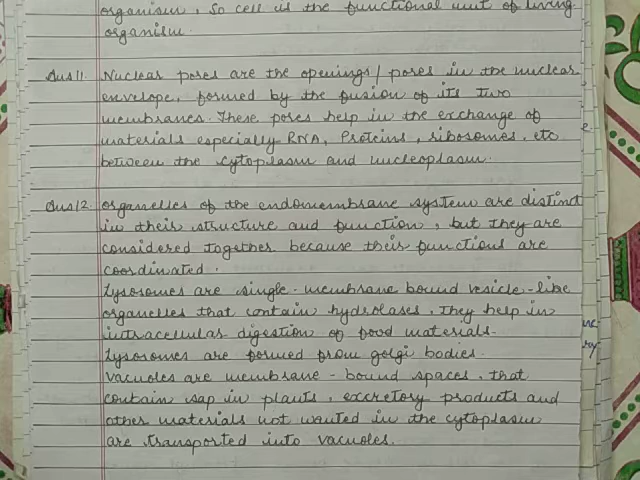 organism, So cell is the functional unit of living
organism.
Ans 11. Nuclear pores are the openings/pores in the nuclear
envelope, formed by the fusion of its two
membranes. These pores help in the exchange of
materials especially RNA, Proteins, ribosomes, etc
between the cytoplasm and nucleoplasm.
Ans 12. Organelles of the endomembrane system are distinct
in their structure and function, but they are
considered together because their functions are
coordinated.
Lysosomes are single-membrane bound vesicle-like
organelles that contain hydrolases. They help in
intracellular digestion of food materials.
Lysosomes are formed from golgi bodies.
Vacuoles are membrane-bound spaces, that
contain sap in plants, excretory products and
other materials not wanted in the cytoplasm
are transported into vacuoles.